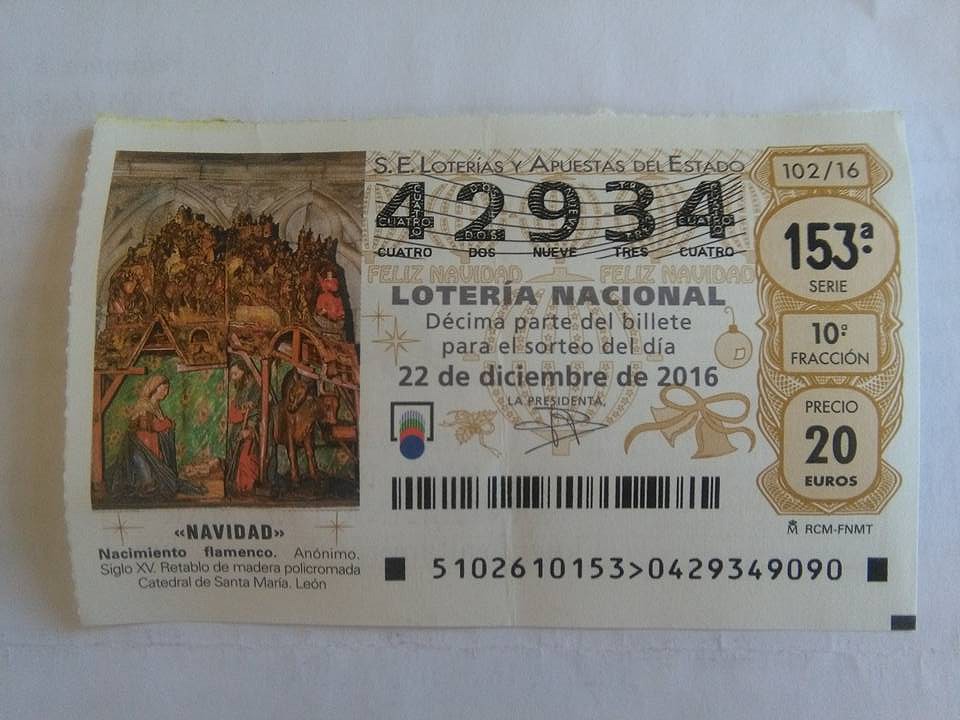 S.E. LOTERÍAS Y APUESTAS DEL ESTADO
42934
CUATRO DOS NUEVE TRES CUATRO
FELIZ NAVIDAD FELIZ NAVIDAD
LOTERÍA NACIONAL
Décima parte del billete
para el sorteo del día
22 de diciembre de 2016
LA PRESIDENTA,
102/16
153ª
SERIE
10ª
FRACCIÓN
PRECIO
20
EUROS
M RCM-FNMT
«NAVIDAD»
Nacimiento flamenco. Anónimo.
Siglo XV. Retablo de madera policromada
Catedral de Santa María. León
5102610153>0429349090